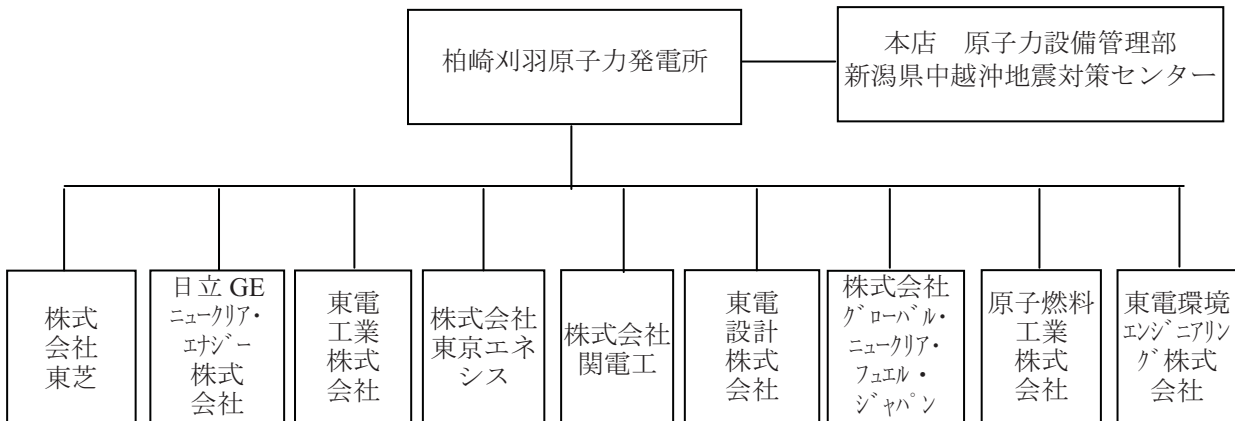 柏崎刈羽原子力発電所
本店　原子力設備管理部
新潟県中越沖地震対策センター
株式
会社
東芝
日立 GE
ニュークリア・
エナジー
株式
会社
東電
工業
株式
会社
株式会社
東京エネ
シス
株式会社
関電工
東電
設計
株式
会社
株式会社
グローバル・
ニュークリア・
フュエル・
ジャパン
原子燃料
工業
株式
会社
東電環境
エンジニアリン
グ株式
会社